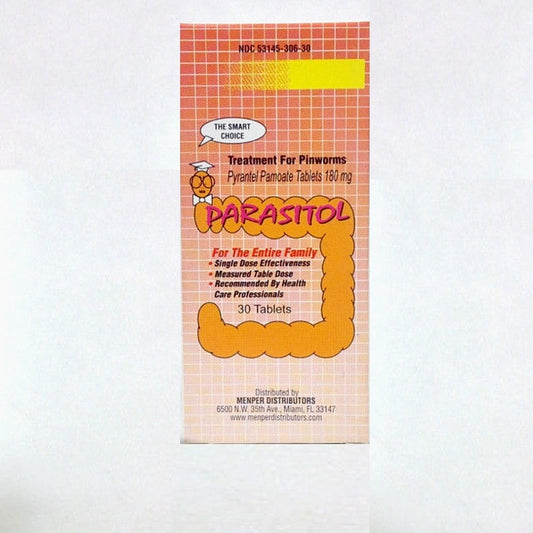 NDC 53145-306-30
THE SMART
CHOICE
Treatment For Pinworms
Pyrantel Pamoate Tablets 180 mg
PARASITOL
For The Entire Family
• Single Dose Effectiveness
• Measured Table Dose
• Recommended By Health
Care Professionals
30 Tablets
Distributed by
MENPER DISTRIBUTORS
6500 N.W. 35th Ave., Miami, FL 33147
www.menperdistributors.com